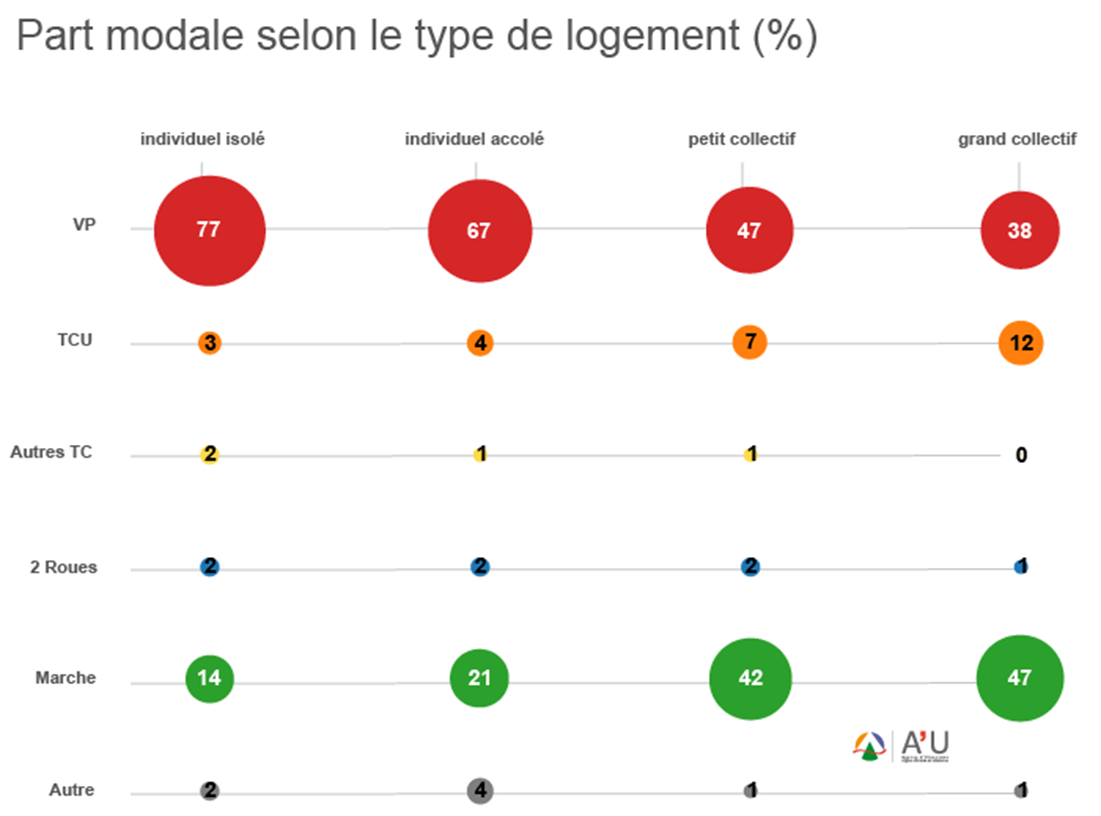 Part modale selon le type de logement (%)
individuel isolé individuel accolé petit collectif grand collectif
VP 77 67 47 38
TCU 3 4 7 12
Autres TC 2 1 1 0
2 Roues 2 2 2 1
Marche 14 21 42 47
A'U
Autre 2 4 1 1